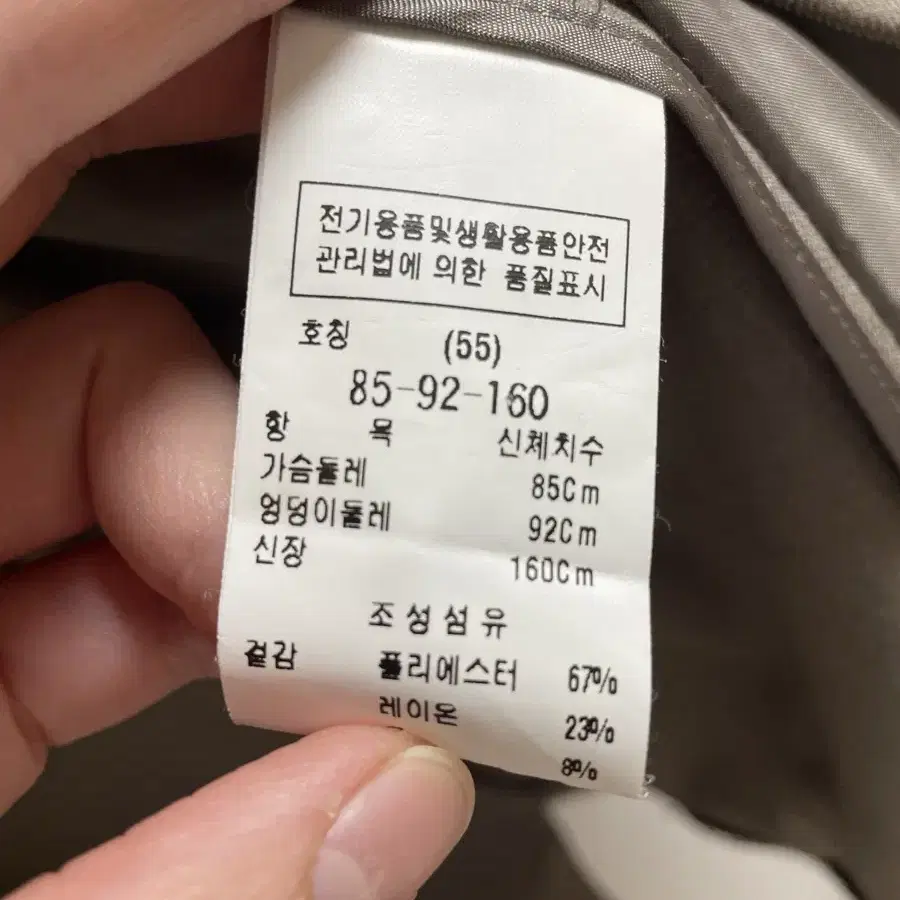 전기용품및생활용품안전
관리법에 의한 품질표시
호칭 (55)
85-92-160
항 목 신체치수
가슴둘레 85Cm
엉덩이둘레 92Cm
신장 160Cm
조성섬유
겉감 폴리에스터 67%
레이온 23%
8%